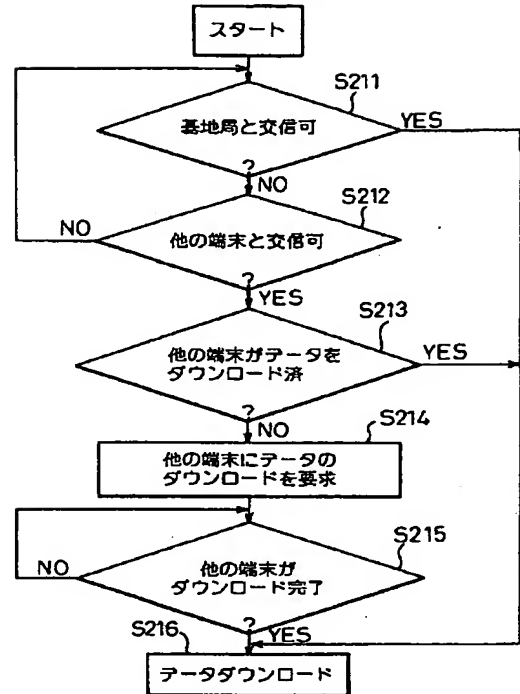 スタート
S211
基地局と交信可
?
YES
NO
S212
他の端末と交信可
?
NO
YES
S213
他の端末がデータを
ダウンロード済
?
YES
NO
S214
他の端末にデータの
ダウンロードを要求
S215
他の端末が
ダウンロード完了
?
NO
YES
S216
データダウンロード